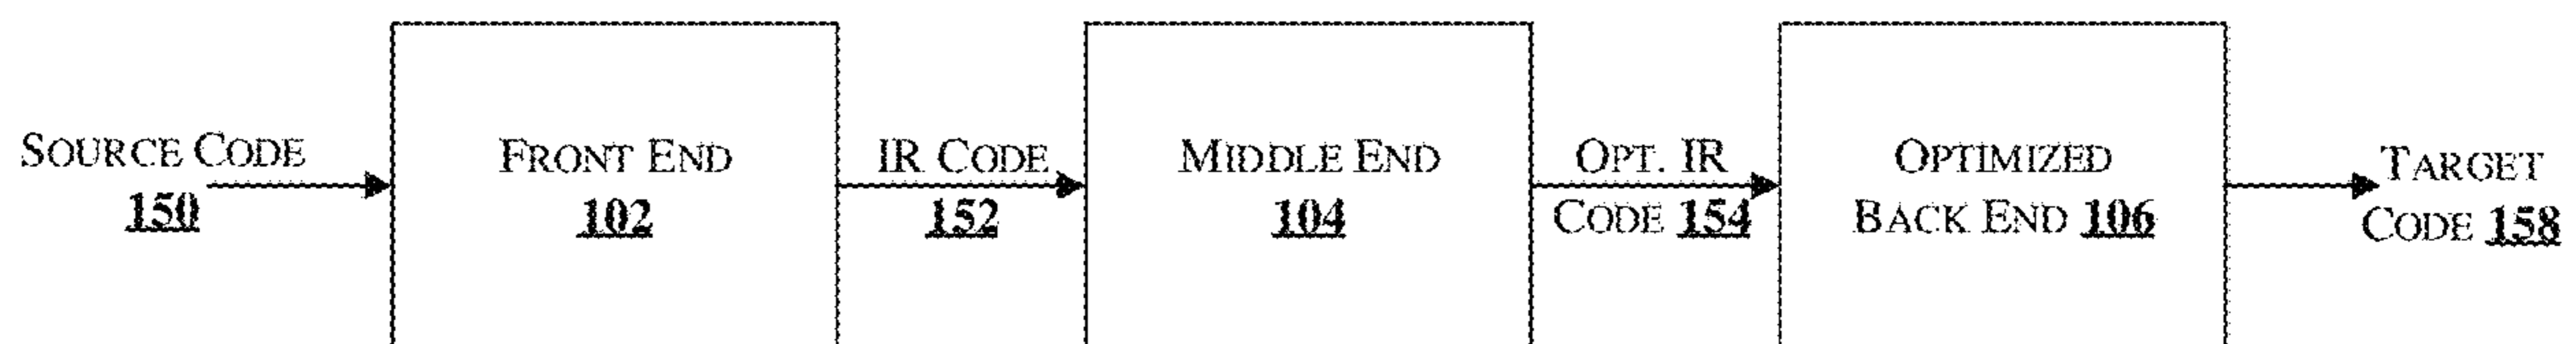 SOURCE CODE
150
FRONT END
102
IR CODE
152
MIDDLE END
104
OPT. IR
CODE 154
OPTIMIZED
BACK END 106
TARGET
CODE 158